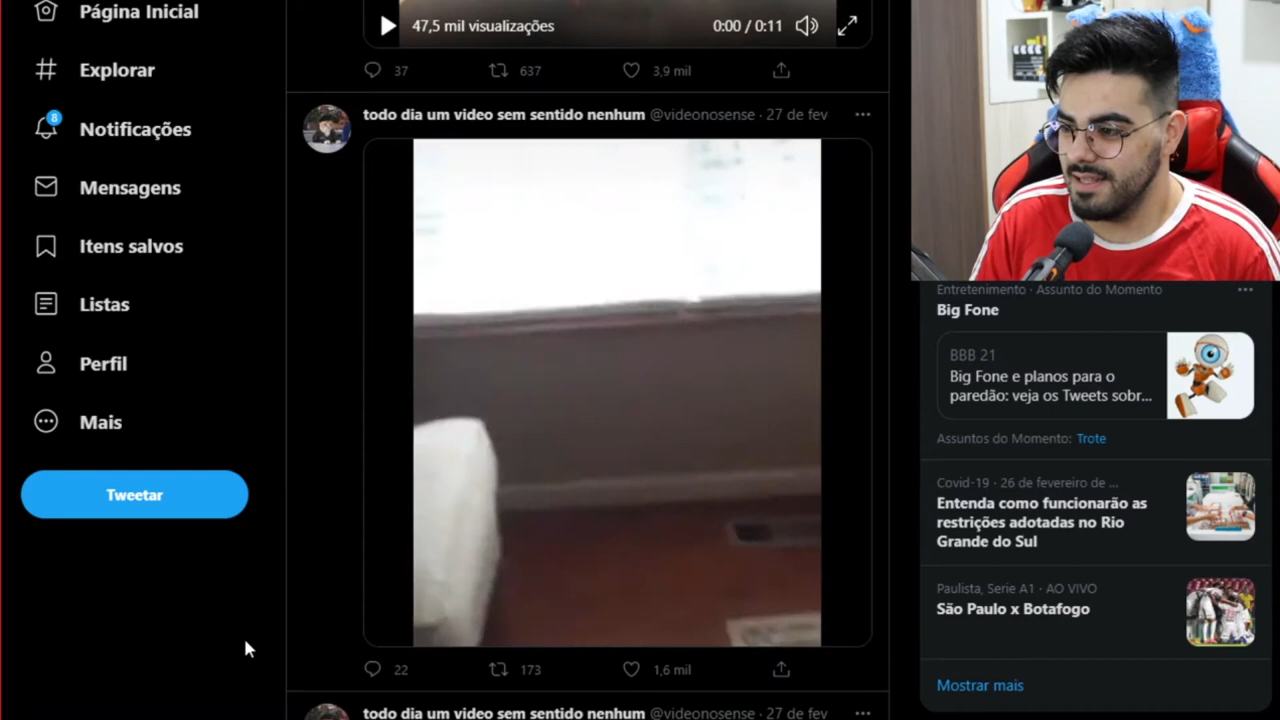 Página Inicial
Explorar
8
Notificações
Mensagens
Itens salvos
Listas
Perfil
Mais
Tweetar
47,5 mil visualizações
0:00 / 0:11
37
637
3,9 mil
todo dia um video sem sentido nenhum @videonosense · 27 de fev
22
173
1,6 mil
todo dia um video sem sentido nenhum @videonosense · 27 de fev
Entretenimento · Assunto do Momento
Big Fone
BBB 21
Big Fone e planos para o
paredão: veja os Tweets sobr...
Assuntos do Momento: Trote
Covid-19 · 26 de fevereiro de ...
Entenda como funcionarão as
restrições adotadas no Rio
Grande do Sul
Paulista, Serie A1 · AO VIVO
São Paulo x Botafogo
Mostrar mais